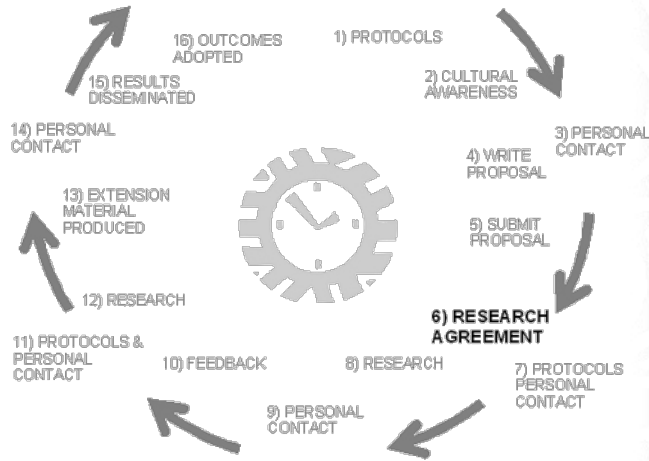 1) PROTOCOLS
2) CULTURAL
AWARENESS
3) PERSONAL
CONTACT
4) WRITE
PROPOSAL
5) SUBMIT
PROPOSAL
6) RESEARCH
AGREEMENT
7) PROTOCOLS
PERSONAL
CONTACT
8) RESEARCH
9) PERSONAL
CONTACT
10) FEEDBACK
11) PROTOCOLS &
PERSONAL
CONTACT
12) RESEARCH
13) EXTENSION
MATERIAL
PRODUCED
14) PERSONAL
CONTACT
15) RESULTS
DISSEMINATED
16) OUTCOMES
ADOPTED